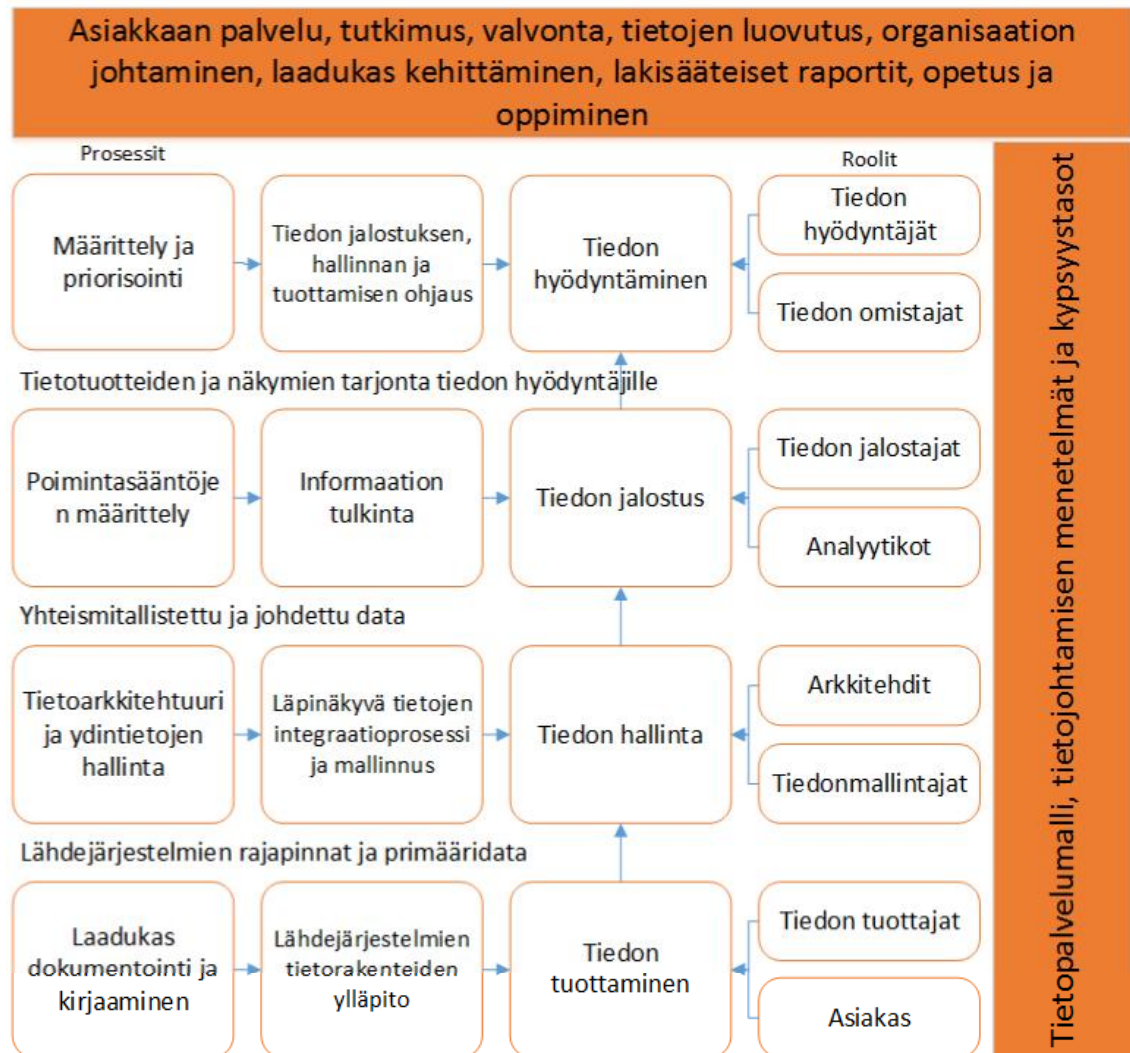 Asiakkaan palvelu, tutkimus, valvonta, tietojen luovutus, organisaation
johtaminen, laadukas kehittäminen, lakisääteiset raportit, opetus ja
oppiminen
Prosessit
Roolit
Määrittely ja
priorisointi
Tiedon jalostuksen,
hallinnan ja
tuottamisen ohjaus
Tiedon
hyödyntäminen
Tiedon
hyödyntäjät
Tiedon omistajat
Tietotuotteiden ja näkymien tarjonta tiedon hyödyntäjille
Poimintasääntöje
n määrittely
Informaation
tulkinta
Tiedon jalostus
Tiedon jalostajat
Analyytikot
Yhteismitallistettu ja johdettu data
Tietoarkkitehtuuri
ja ydintietojen
hallinta
Läpinäkyvä tietojen
integraatioprosessi
ja mallinnus
Tiedon hallinta
Arkkitehdit
Tiedonmallintajat
Lähdejärjestelmien rajapinnat ja primääridata
Laadukas
dokumentointi ja
kirjaaminen
Lähdejärjestelmien
tietorakenteiden
ylläpito
Tiedon
tuottaminen
Tiedon tuottajat
Asiakas
Tietopalvelumalli, tietojohtamisen menetelmät ja kypsyystasot